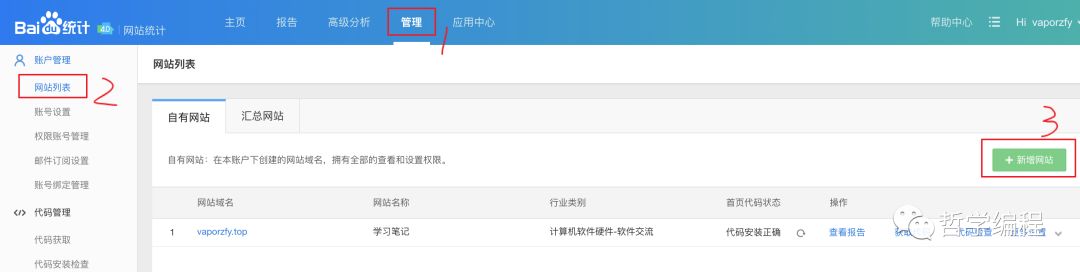 Bai du 统计 4.0 网站统计 主页 报告 高级分析 管理 应用中心 帮助中心 Hi vaporzfy
1
账户管理
网站列表
网站列表
2
账号设置
权限账号管理
邮件订阅设置
账号绑定管理
代码管理
代码获取
代码安装检查
自有网站 汇总网站
3
自有网站：在本账户下创建的网站域名，拥有全部的查看和设置权限。
+ 新增网站
网站域名 网站名称 行业类别 首页代码状态 操作
1 vaporzfy.top 学习笔记 计算机软件硬件-软件交流 代码安装正确 查看报告
哲学编程